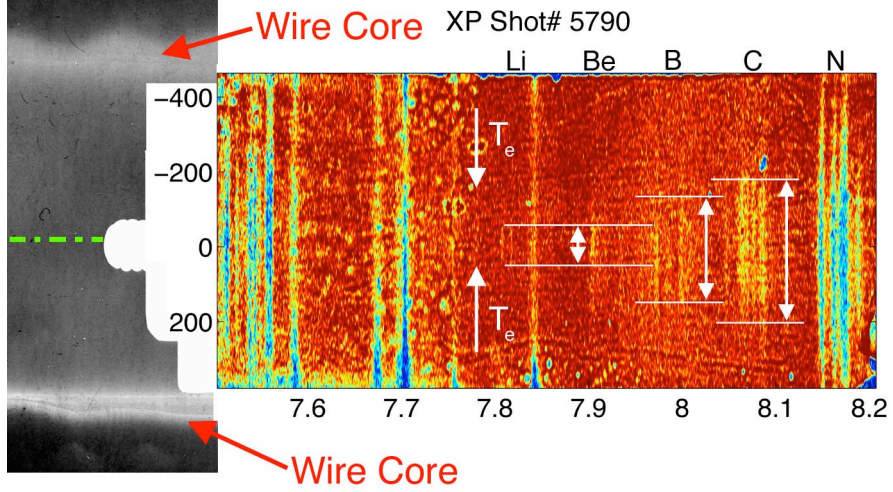 Wire Core
XP Shot# 5790
Li Be B C N
−400
−200
0
200
Te
Te
7.6 7.7 7.8 7.9 8 8.1 8.2
Wire Core